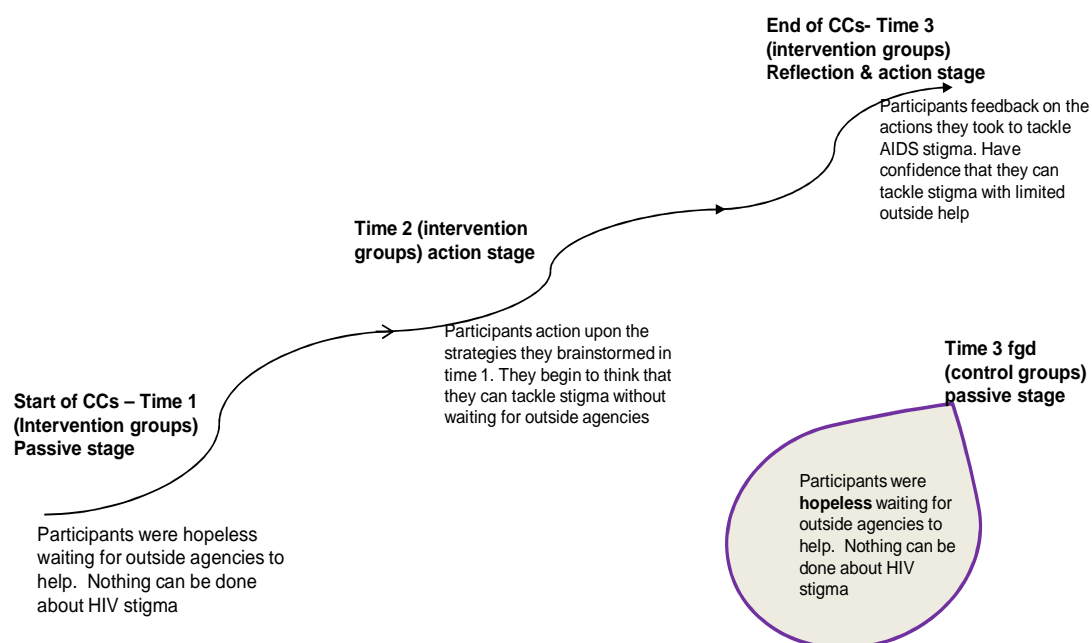 End of CCs- Time 3
(intervention groups)
Reflection & action stage
Participants feedback on the
actions they took to tackle
AIDS stigma. Have
confidence that they can
tackle stigma with limited
outside help
Time 2 (intervention
groups) action stage
Participants action upon the
strategies they brainstormed in
time 1. They begin to think that
they can tackle stigma without
waiting for outside agencies
Start of CCs – Time 1
(Intervention groups)
Passive stage
Participants were hopeless
waiting for outside agencies to
help.  Nothing can be done
about HIV stigma
Time 3 fgd
(control groups)
passive stage
Participants were
hopeless waiting for
outside agencies to
help.  Nothing can be
done about HIV
stigma